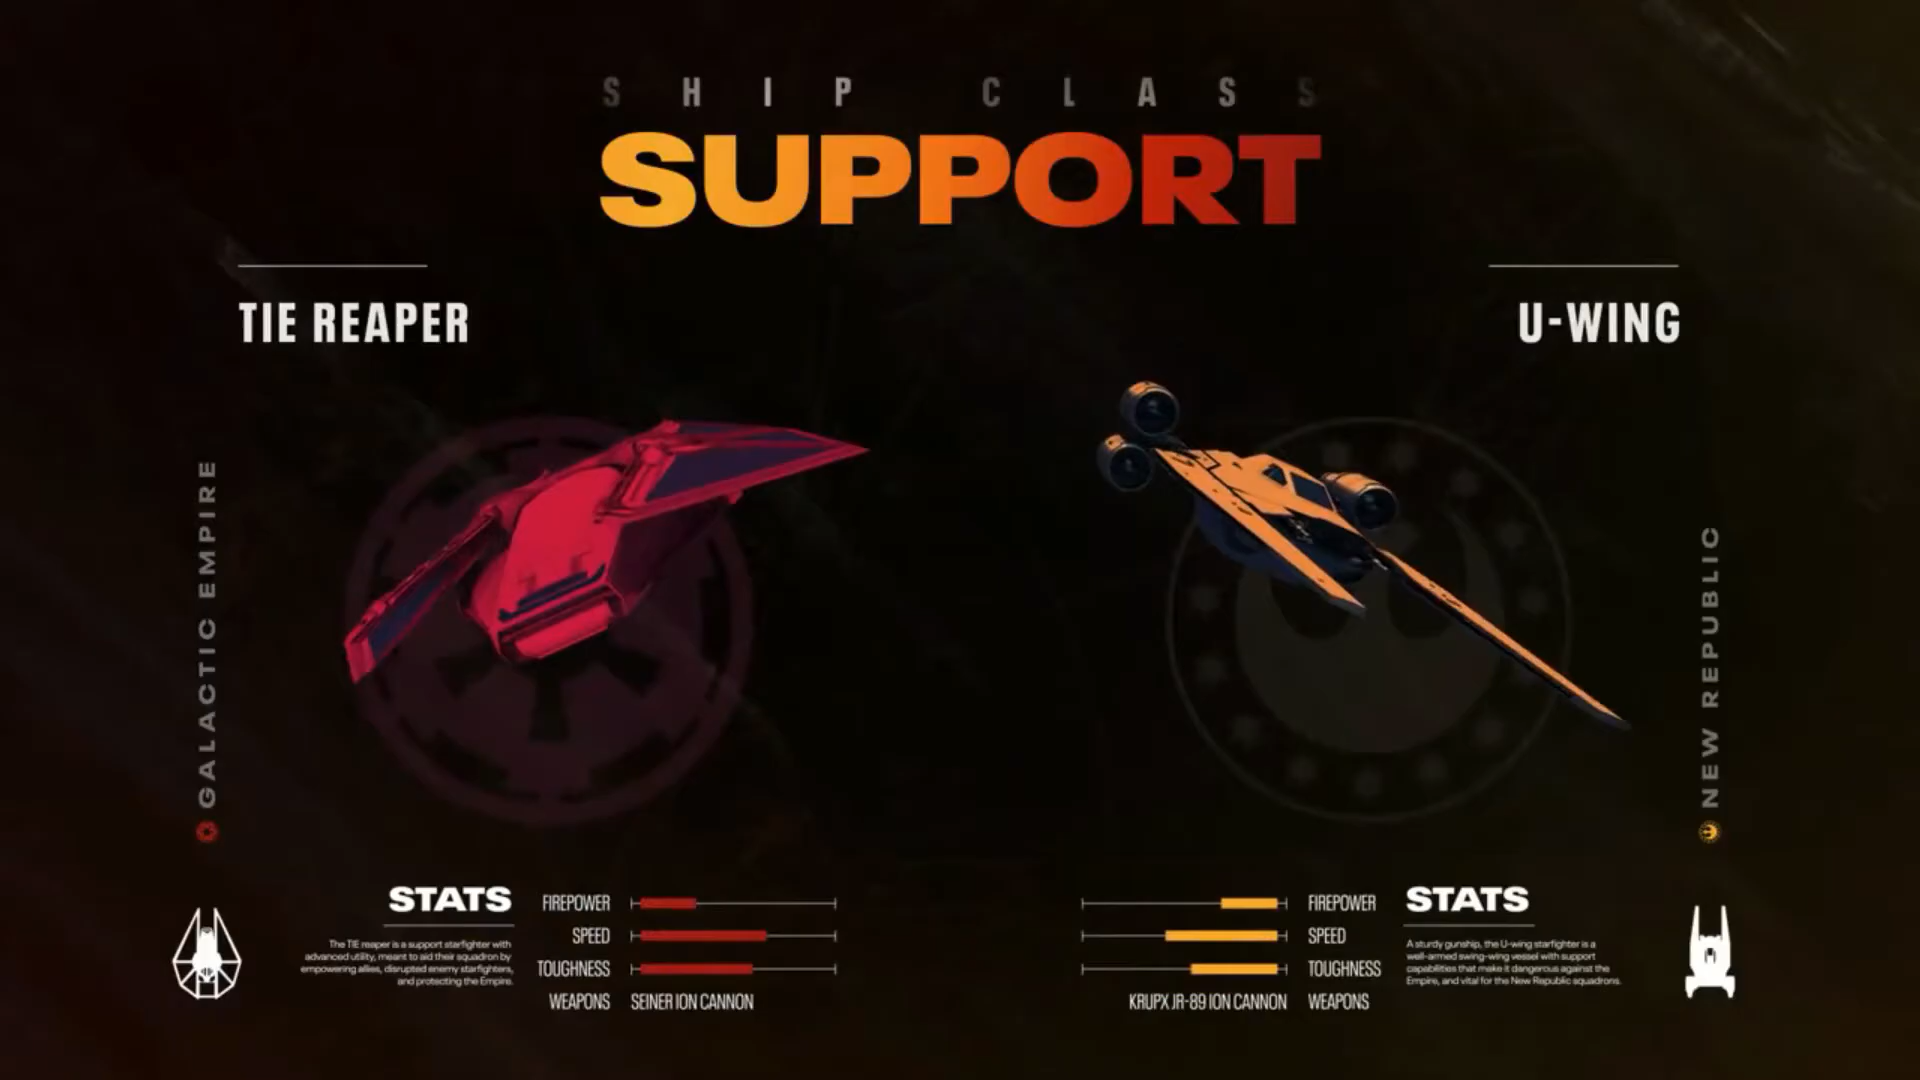 SHIP CLASS
SUPPORT
TIE REAPER
U-WING
GALACTIC EMPIRE
NEW REPUBLIC
STATS
The TIE reaper is a support starfighter with
advanced utility, meant to aid their squadron by
empowering allies, disrupted enemy starfighters,
and protecting the Empire.
FIREPOWER
SPEED
TOUGHNESS
WEAPONS SEINER ION CANNON
FIREPOWER
SPEED
TOUGHNESS
KRUPX JR-89 ION CANNON WEAPONS
STATS
A sturdy gunship, the U-wing starfighter is a
well-armed swing-wing vessel with support
capabilities that make it dangerous against the
Empire, and vital for the New Republic squadrons.